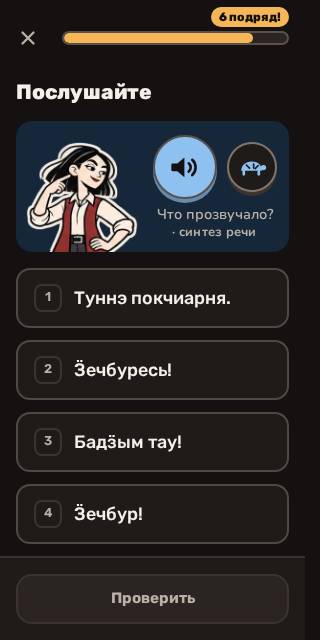 6 подряд!
Послушайте
Что прозвучало?
· синтез речи
1 Туннэ покчиарня.
2 Ӟечбуресь!
3 Бадӟым тау!
4 Ӟечбур!
Проверить